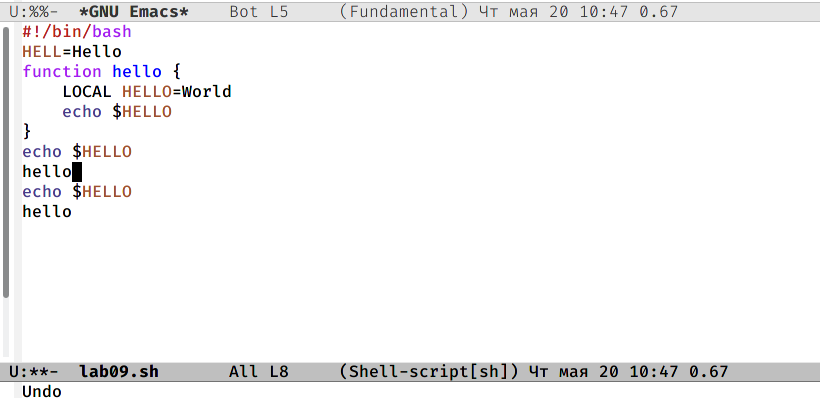 U:%%-  *GNU Emacs*    Bot L5     (Fundamental) Чт мая 20 10:47 0.67
#!/bin/bash
HELL=Hello
function hello {
    LOCAL HELLO=World
    echo $HELLO
}
echo $HELLO
hello
echo $HELLO
hello
U:**-  lab09.sh       All L8     (Shell-script[sh]) Чт мая 20 10:47 0.67
Undo